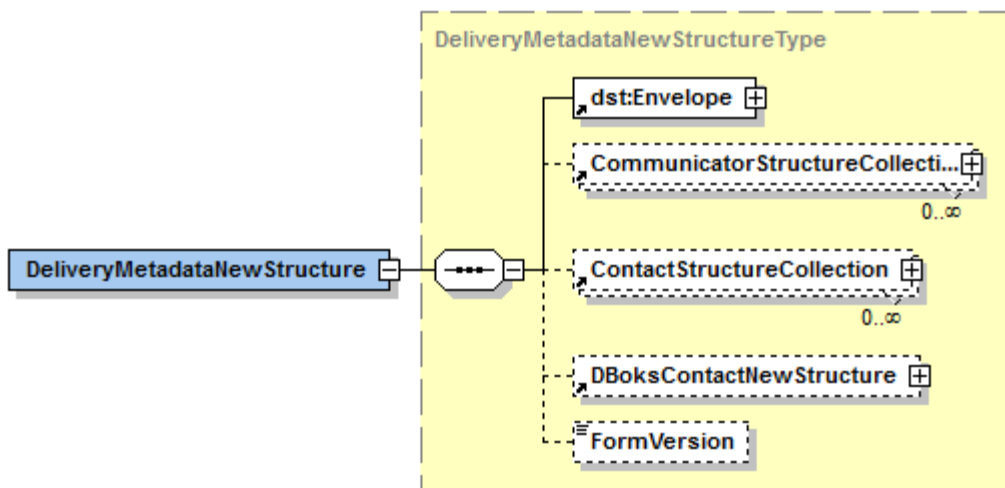 DeliveryMetadataNewStructureType
dst:Envelope
CommunicatorStructureCollecti...
0..∞
DeliveryMetadataNewStructure
ContactStructureCollection
0..∞
DBoksContactNewStructure
FormVersion